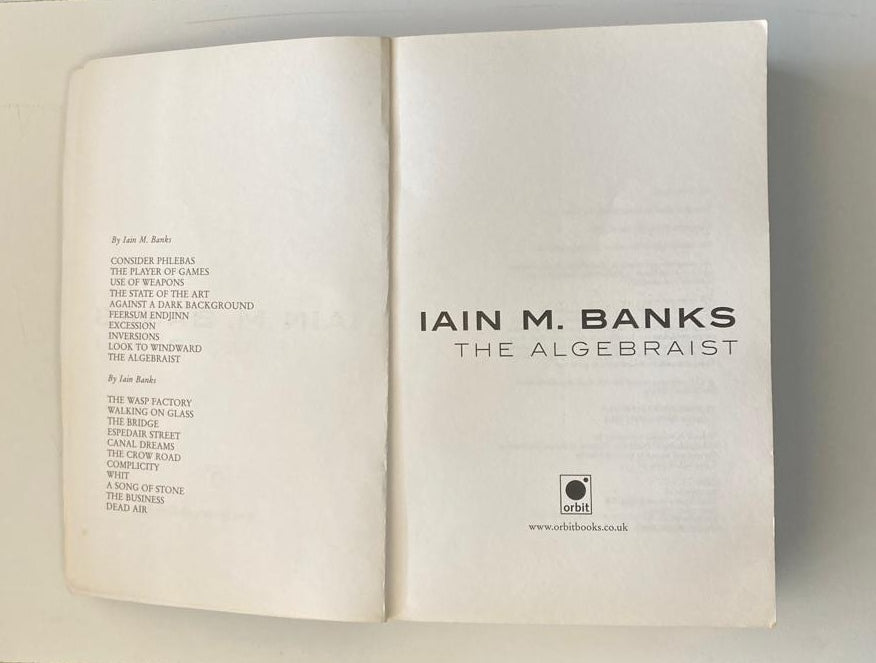 By Iain M. Banks
CONSIDER PHLEBAS
THE PLAYER OF GAMES
USE OF WEAPONS
THE STATE OF THE ART
AGAINST A DARK BACKGROUND
FEERSUM ENDJINN
EXCESSION
INVERSIONS
LOOK TO WINDWARD
THE ALGEBRAIST
By Iain Banks
THE WASP FACTORY
WALKING ON GLASS
THE BRIDGE
ESPEDAIR STREET
CANAL DREAMS
THE CROW ROAD
COMPLICITY
WHIT
A SONG OF STONE
THE BUSINESS
DEAD AIR
IAIN M. BANKS
THE ALGEBRAIST
orbit
www.orbitbooks.co.uk